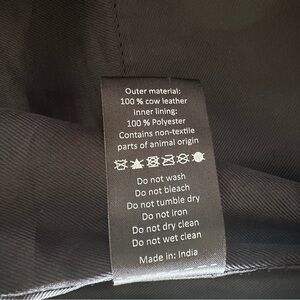 Outer material:
100 % cow leather
Inner lining:
100 % Polyester
Contains non-textile
parts of animal origin
Do not wash
Do not bleach
Do not tumble dry
Do not iron
Do not dry clean
Do not wet clean
Made in: India